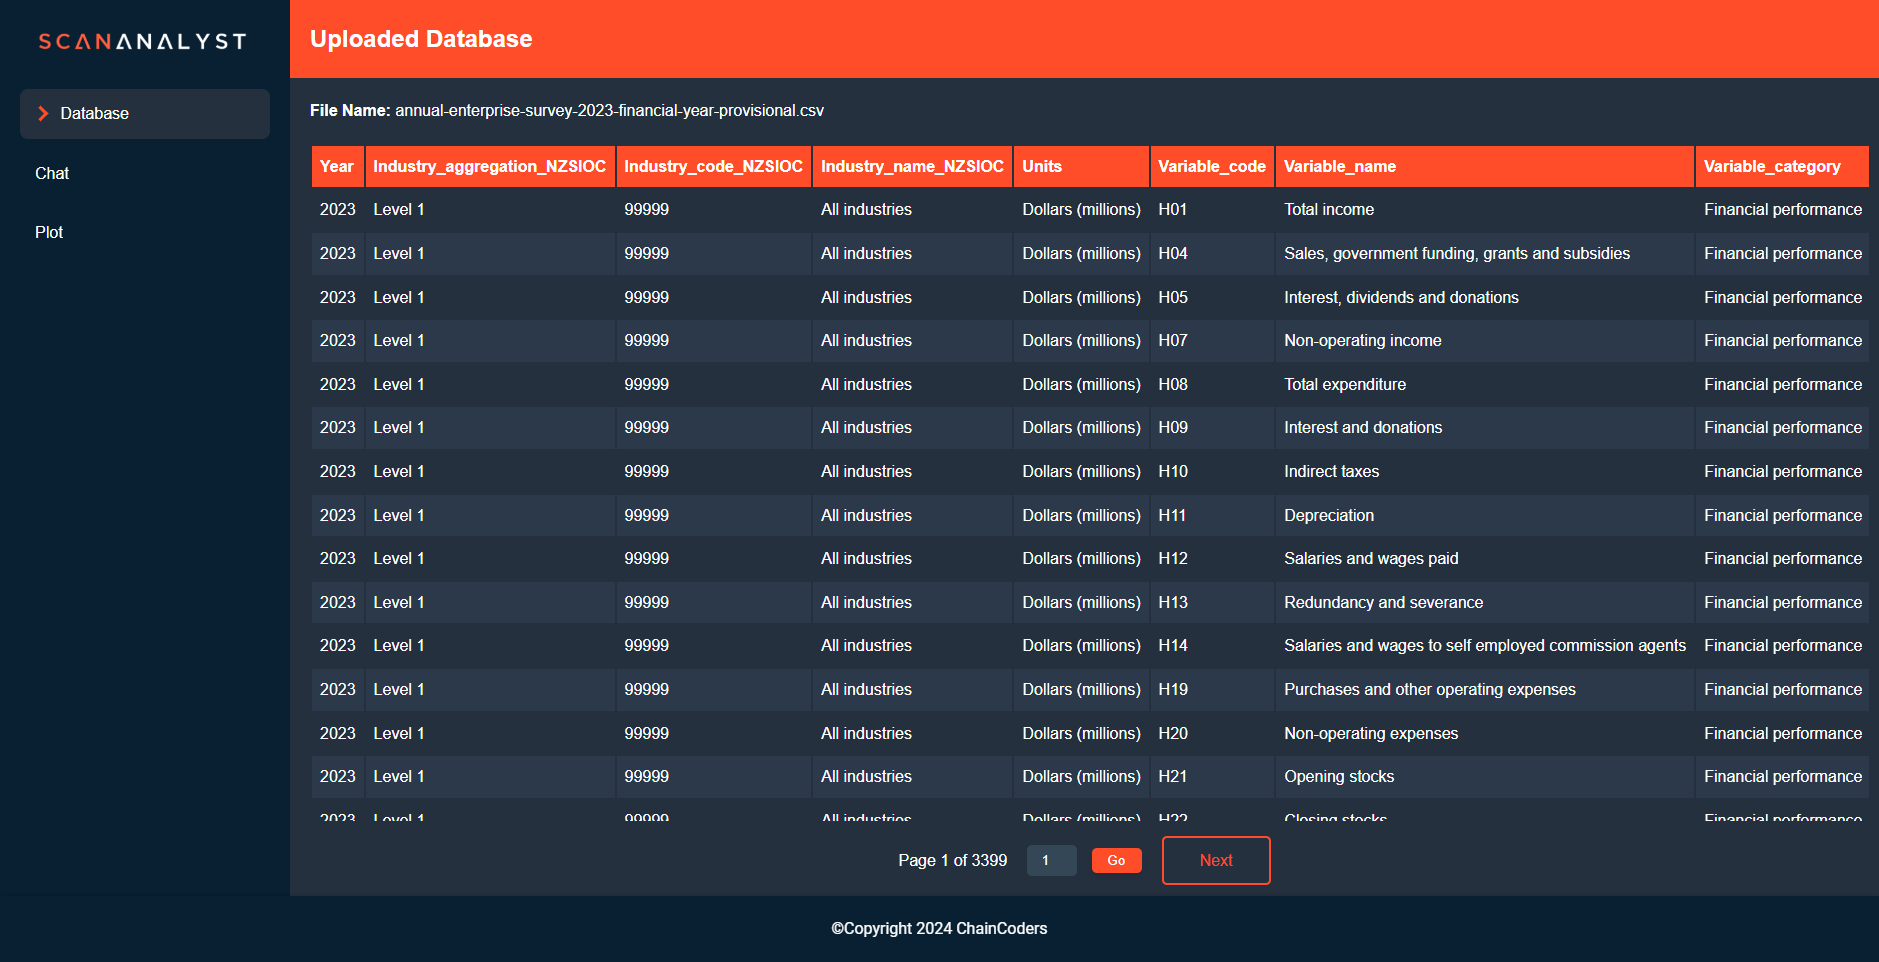 SCANANALYST
Uploaded Database
Database
Chat
Plot
File Name: annual-enterprise-survey-2023-financial-year-provisional.csv
Year Industry_aggregation_NZSIOC Industry_code_NZSIOC Industry_name_NZSIOC Units Variable_code Variable_name Variable_category
2023 Level 1 99999 All industries Dollars (millions) H01 Total income Financial performance
2023 Level 1 99999 All industries Dollars (millions) H04 Sales, government funding, grants and subsidies Financial performance
2023 Level 1 99999 All industries Dollars (millions) H05 Interest, dividends and donations Financial performance
2023 Level 1 99999 All industries Dollars (millions) H07 Non-operating income Financial performance
2023 Level 1 99999 All industries Dollars (millions) H08 Total expenditure Financial performance
2023 Level 1 99999 All industries Dollars (millions) H09 Interest and donations Financial performance
2023 Level 1 99999 All industries Dollars (millions) H10 Indirect taxes Financial performance
2023 Level 1 99999 All industries Dollars (millions) H11 Depreciation Financial performance
2023 Level 1 99999 All industries Dollars (millions) H12 Salaries and wages paid Financial performance
2023 Level 1 99999 All industries Dollars (millions) H13 Redundancy and severance Financial performance
2023 Level 1 99999 All industries Dollars (millions) H14 Salaries and wages to self employed commission agents Financial performance
2023 Level 1 99999 All industries Dollars (millions) H19 Purchases and other operating expenses Financial performance
2023 Level 1 99999 All industries Dollars (millions) H20 Non-operating expenses Financial performance
2023 Level 1 99999 All industries Dollars (millions) H21 Opening stocks Financial performance
2023 Level 1 99999 All industries Dollars (millions) H22 Closing stocks Financial performance
Page 1 of 3399 1 Go Next
©Copyright 2024 ChainCoders